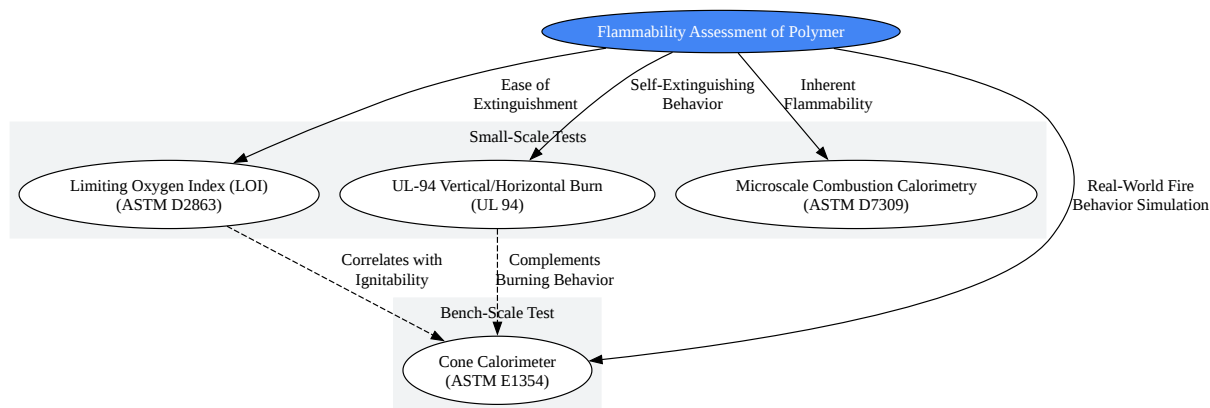 Flammability Assessment of Polymer
Ease of
Extinguishment
Self-Extinguishing
Behavior
Inherent
Flammability
Small-Scale Tests
Limiting Oxygen Index (LOI)
(ASTM D2863)
UL-94 Vertical/Horizontal Burn
(UL 94)
Microscale Combustion Calorimetry
(ASTM D7309)
Real-World Fire
Behavior Simulation
Correlates with
Ignitability
Complements
Burning Behavior
Bench-Scale Test
Cone Calorimeter
(ASTM E1354)